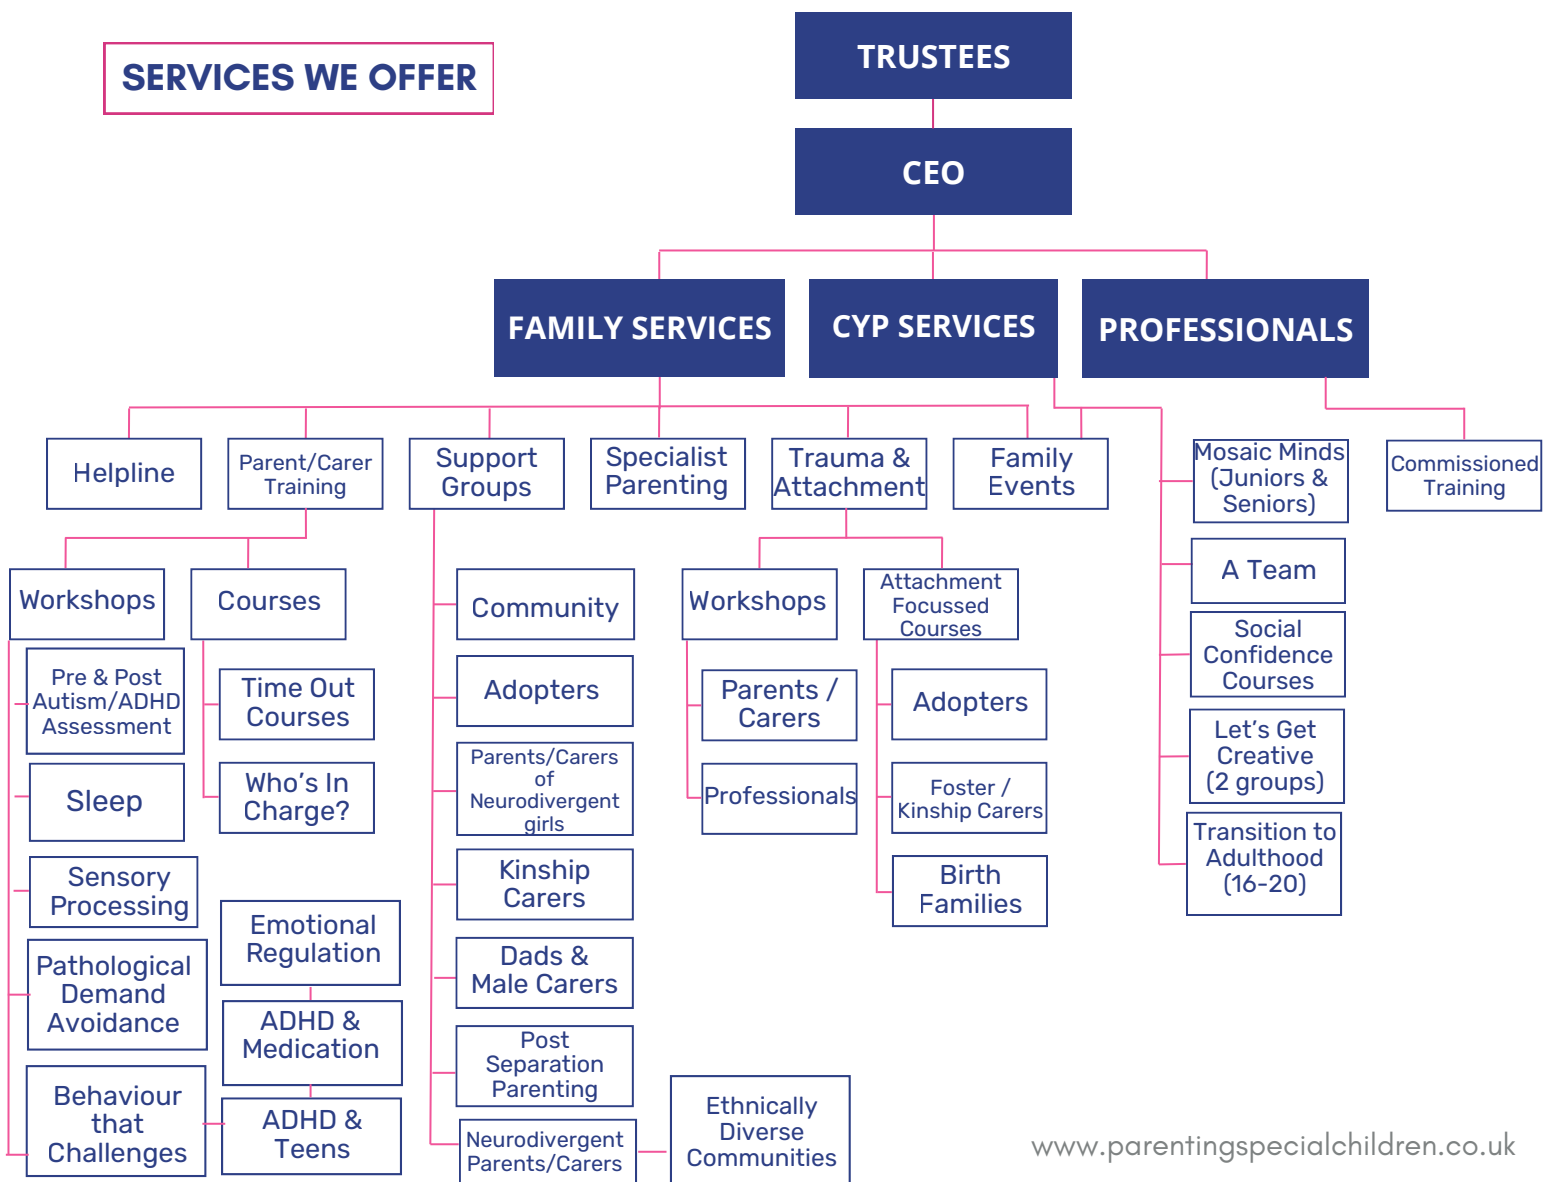 SERVICES WE OFFER
TRUSTEES
CEO
FAMILY SERVICES
CYP SERVICES
PROFESSIONALS
Helpline
Parent/Carer
Training
Support
Groups
Specialist
Parenting
Trauma &
Attachment
Family
Events
Mosaic Minds
(Juniors &
Seniors)
Commissioned
Training
Workshops
Courses
Community
Workshops
Attachment
Focussed
Courses
A Team
Pre & Post
Autism/ADHD
Assessment
Time Out
Courses
Adopters
Parents /
Carers
Adopters
Social
Confidence
Courses
Sleep
Who's In
Charge?
Parents/Carers
of
Neurodivergent
girls
Professionals
Foster /
Kinship Carers
Let's Get
Creative
(2 groups)
Sensory
Processing
Kinship
Carers
Birth
Families
Transition to
Adulthood
(16-20)
Emotional
Regulation
Pathological
Demand
Avoidance
Dads &
Male Carers
ADHD &
Medication
Post
Separation
Parenting
Behaviour
that
Challenges
ADHD &
Teens
Neurodivergent
Parents/Carers
Ethnically
Diverse
Communities
www.parentingspecialchildren.co.uk